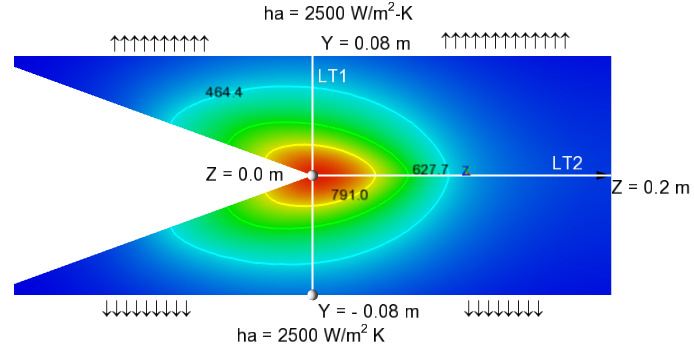 ha = 2500 W/m²-K
Y = 0.08 m
LT1
464.4
627.7 Z
LT2
Z = 0.0 m
791.0
Z = 0.2 m
Y = - 0.08 m
ha = 2500 W/m² K